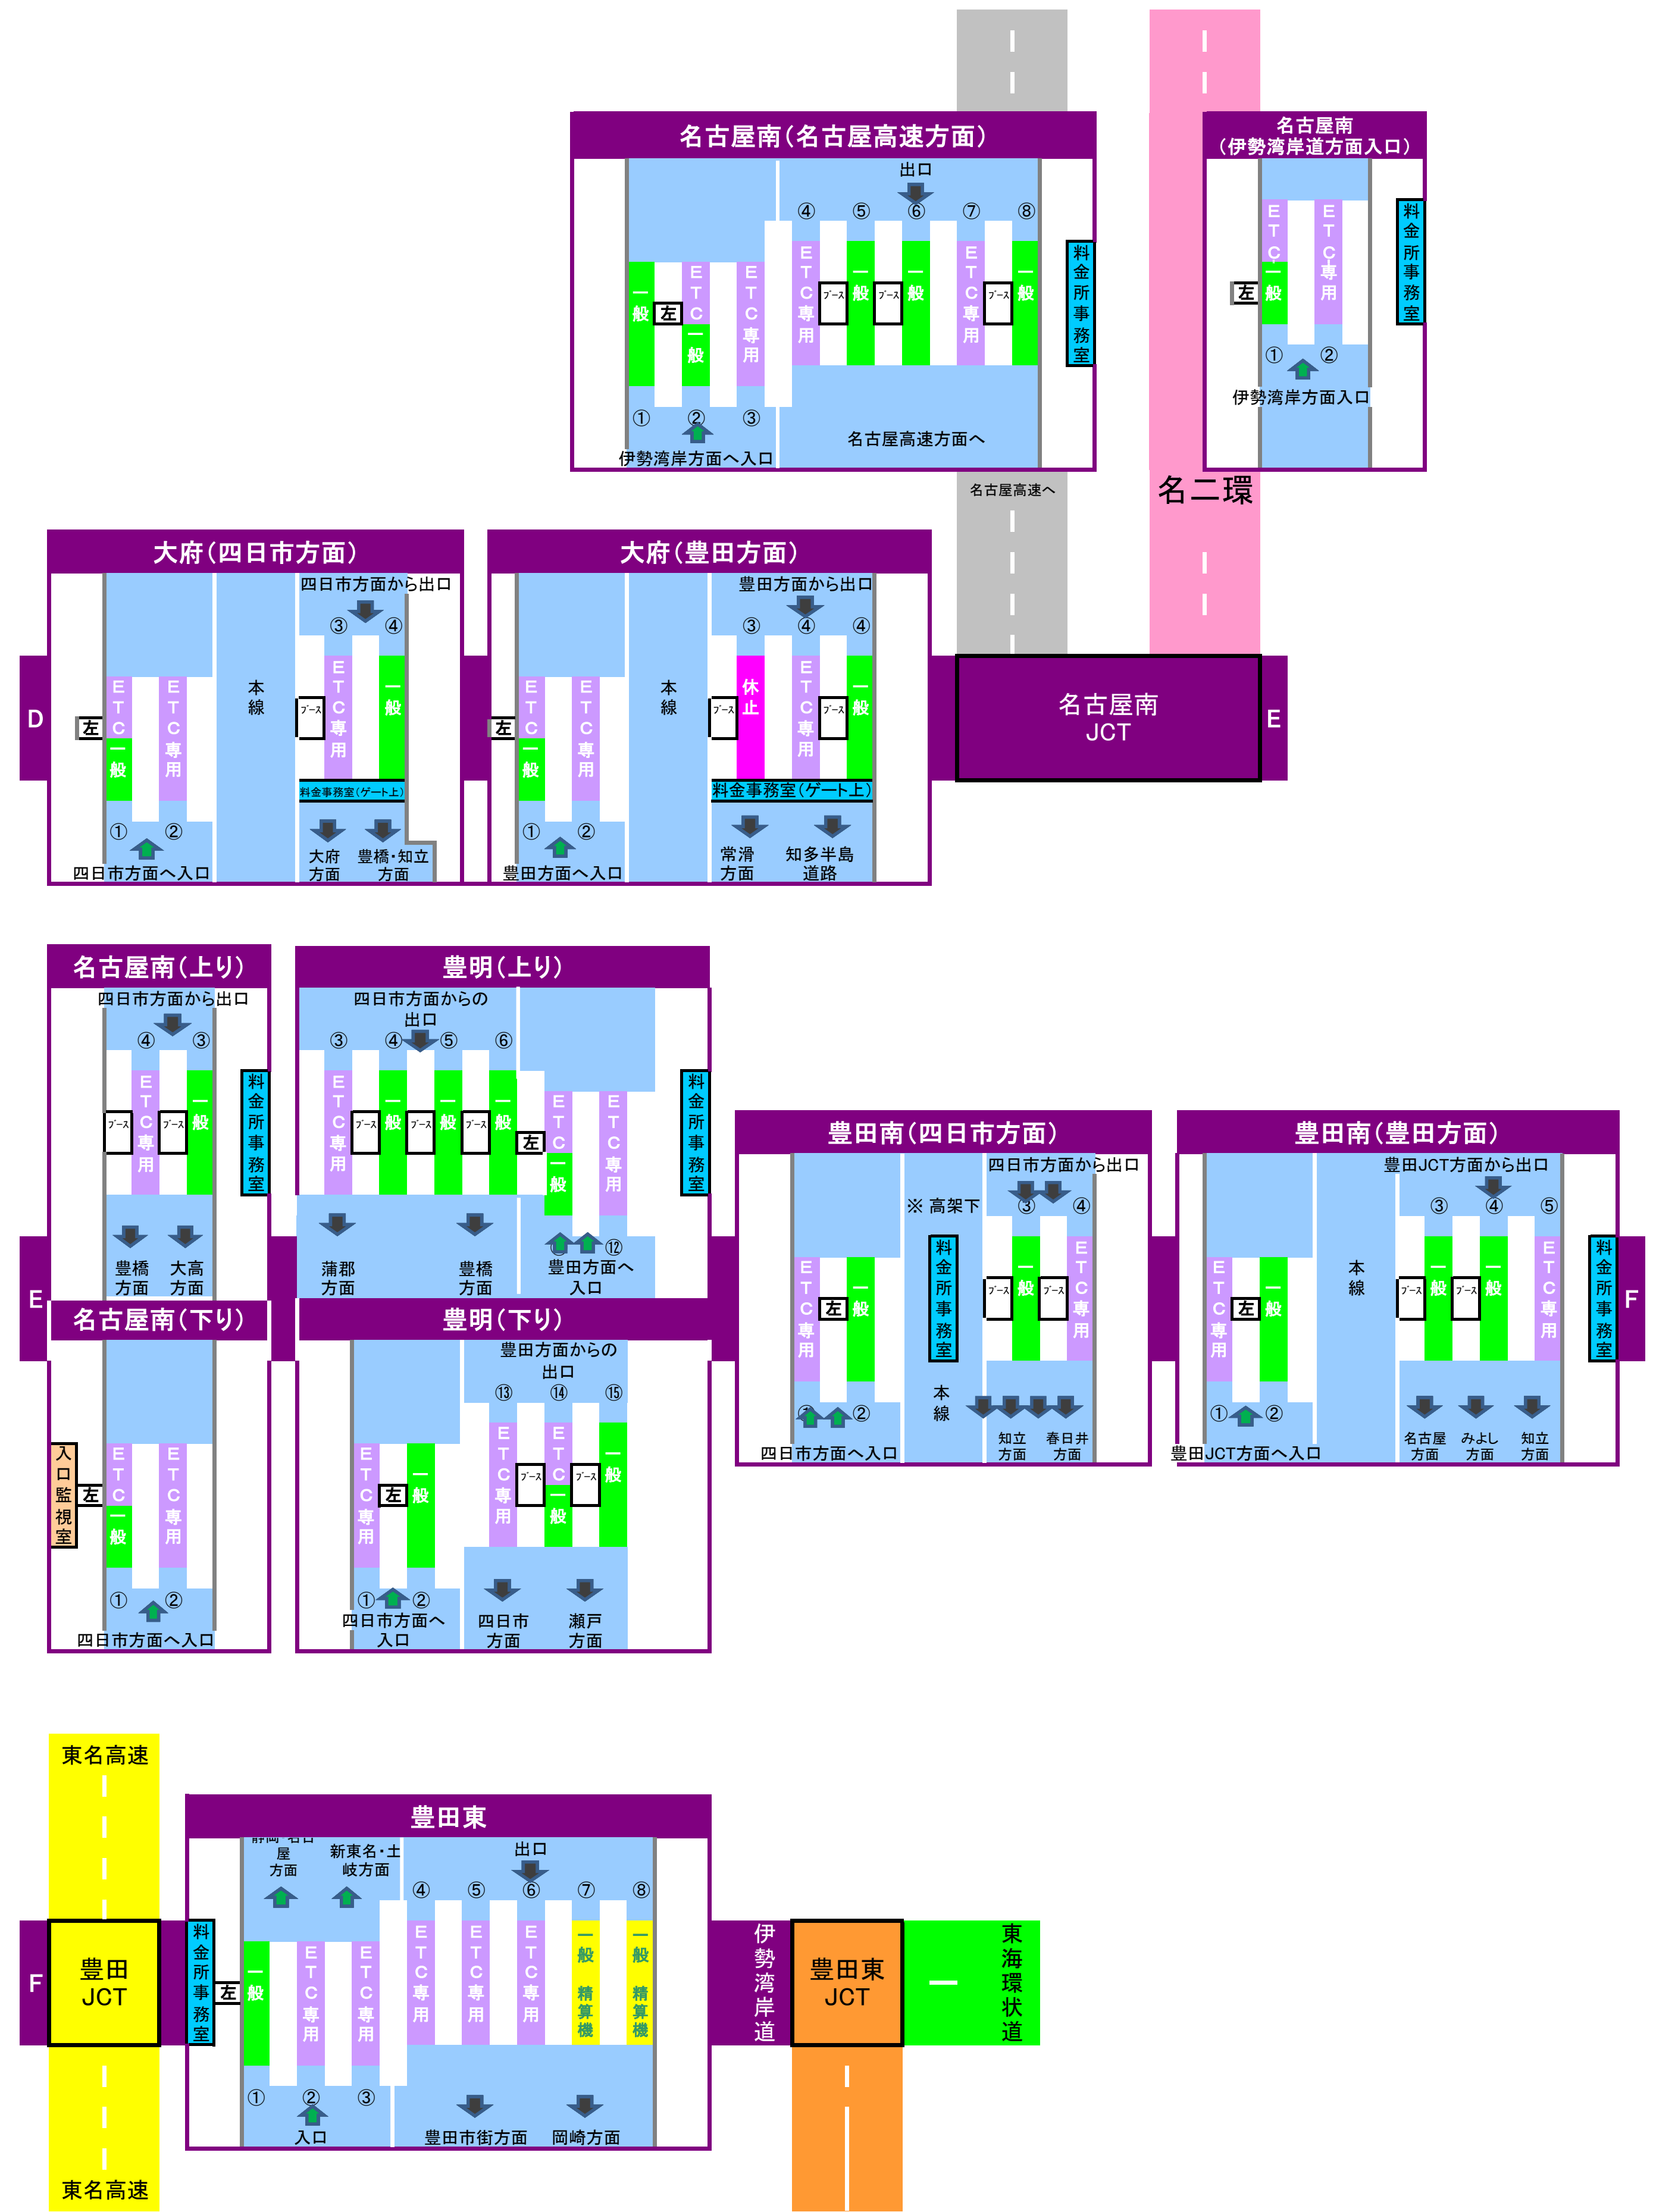 名古屋南（名古屋高速方面）
出口
④ ⑤ ⑥ ⑦ ⑧
ETC専用
ﾌﾞｰｽ
一般
ﾌﾞｰｽ
一般
ETC専用
ﾌﾞｰｽ
一般
料金所事務室
一般
左
ETC一般
ETC専用
① ② ③
伊勢湾岸方面へ入口
名古屋高速方面へ
名古屋南
（伊勢湾岸道方面入口）
左
ETC一般
ETC専用
料金所事務室
① ②
伊勢湾岸方面入口
名古屋高速へ
名二環
大府（四日市方面）
四日市方面から出口
③ ④
D
左
ETC一般
ETC専用
本線
ﾌﾞｰｽ
ETC専用
一般
料金事務室（ゲート上）
① ②
四日市方面へ入口
大府
方面
豊橋・知立
方面
大府（豊田方面）
豊田方面から出口
③ ④ ④
左
ETC一般
ETC専用
本線
ﾌﾞｰｽ
休止
ETC専用
ﾌﾞｰｽ
一般
料金事務室（ゲート上）
① ②
豊田方面へ入口
常滑
方面
知多半島
道路
名古屋南
JCT
E
名古屋南（上り）
四日市方面から出口
④ ③
ﾌﾞｰｽ
ETC専用
ﾌﾞｰｽ
一般
料金所事務室
豊橋
方面
大高
方面
E
名古屋南（下り）
入口監視室
左
ETC一般
ETC専用
① ②
四日市方面へ入口
豊明（上り）
四日市方面からの
出口
③ ④ ⑤ ⑥
ETC専用
ﾌﾞｰｽ
一般
ﾌﾞｰｽ
一般
ﾌﾞｰｽ
一般
左
ETC一般
ETC専用
料金所事務室
蒲郡
方面
豊橋
方面
⑫
豊田方面へ
入口
豊明（下り）
豊田方面からの
出口
⑬ ⑭ ⑮
ETC専用
左
一般
ETC専用
ﾌﾞｰｽ
ETC一般
ﾌﾞｰｽ
一般
① ②
四日市方面へ
入口
四日市
方面
瀬戸
方面
豊田南（四日市方面）
四日市方面から出口
※ 高架下
③ ④
ETC専用
左
一般
料金所事務室
ﾌﾞｰｽ
一般
ﾌﾞｰｽ
ETC専用
本線
① ②
四日市方面へ入口
知立
方面
春日井
方面
豊田南（豊田方面）
豊田JCT方面から出口
③ ④ ⑤
ETC専用
左
一般
本線
ﾌﾞｰｽ
一般
ﾌﾞｰｽ
一般
ETC専用
料金所事務室
F
① ②
豊田JCT方面へ入口
名古屋
方面
みよし
方面
知立
方面
東名高速
豊田東
静岡・名古
屋
方面
新東名・土
岐方面
出口
④ ⑤ ⑥ ⑦ ⑧
F
豊田
JCT
料金所事務室
左
一般
ETC専用
ETC専用
ETC専用
ETC専用
ETC専用
一般 精算機
一般 精算機
伊勢湾岸道
豊田東
JCT
東海環状道
① ② ③
入口
豊田市街方面
岡崎方面
東名高速